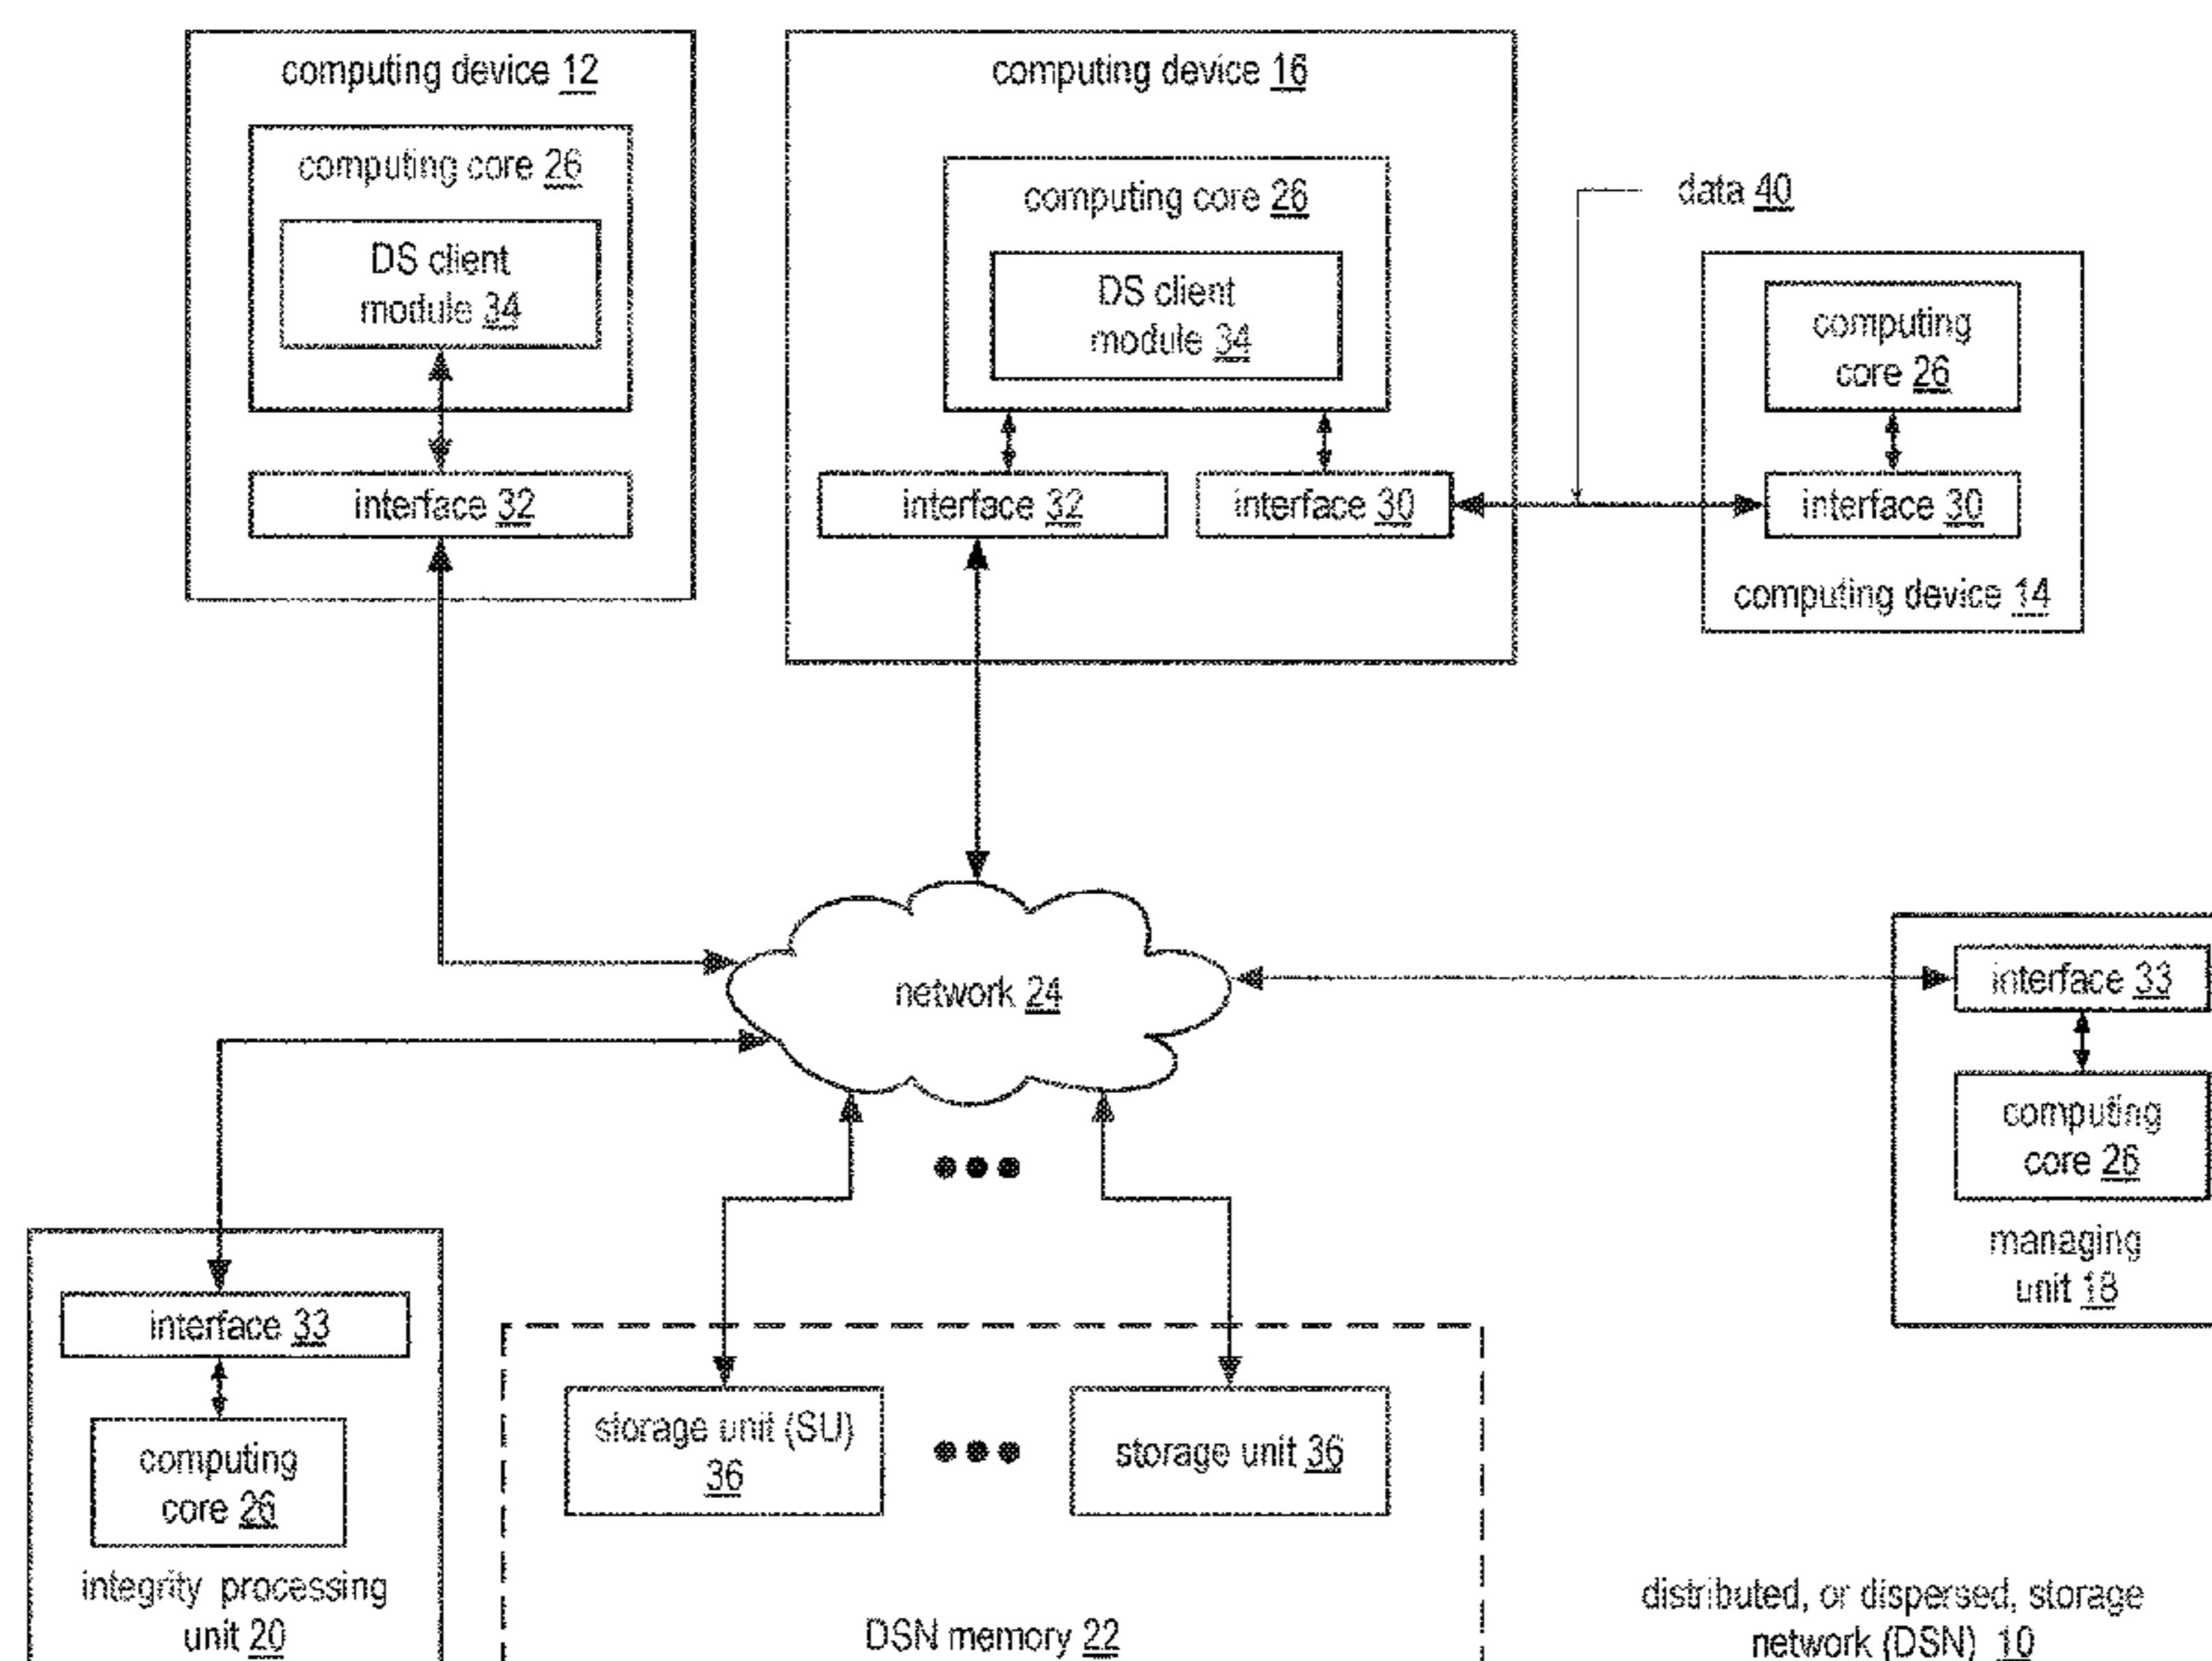 computing device 12
computing core 26
DS client
module 34
interface 32
computing device 16
computing core 26
DS client
module 34
interface 32
interface 30
data 40
computing
core 26
interface 30
computing device 14
network 24
interface 33
computing
core 26
managing
unit 18
interface 33
computing
core 26
integrity processing
unit 20
storage unit (SU)
36
storage unit 36
DSN memory 22
distributed, or dispersed, storage
network (DSN) 10